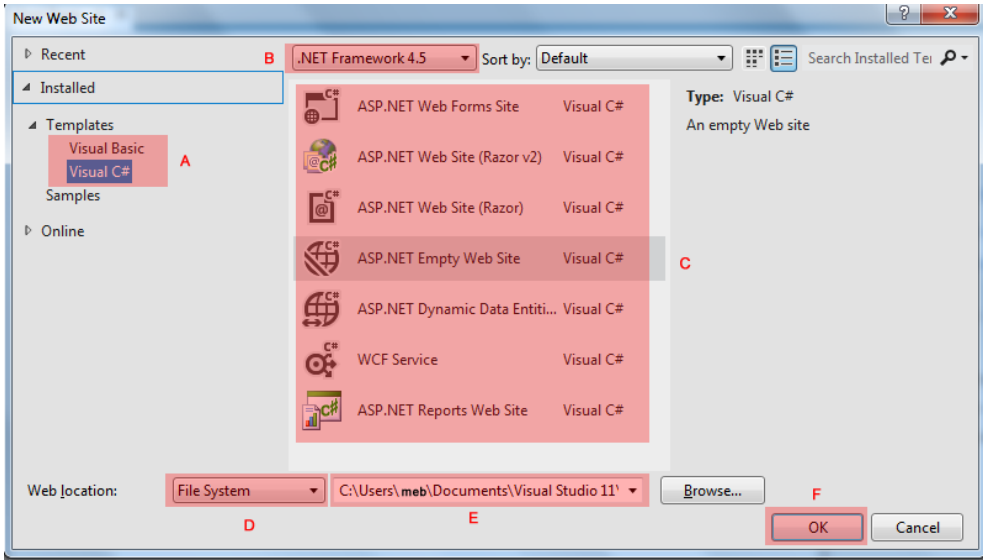 New Web Site
Recent
B
.NET Framework 4.5
Sort by: Default
Search Installed Te
Installed
Templates
Visual Basic
Visual C#
A
Samples
Online
C# ASP.NET Web Forms Site Visual C#
C# ASP.NET Web Site (Razor v2) Visual C#
C# @ ASP.NET Web Site (Razor) Visual C#
C# ASP.NET Empty Web Site Visual C#
C# ASP.NET Dynamic Data Entiti... Visual C#
C# WCF Service Visual C#
C# ASP.NET Reports Web Site Visual C#
C
Type: Visual C#
An empty Web site
Web location:
File System
C:\Users\meb\Documents\Visual Studio 11\
Browse...
D
E
F
OK
Cancel